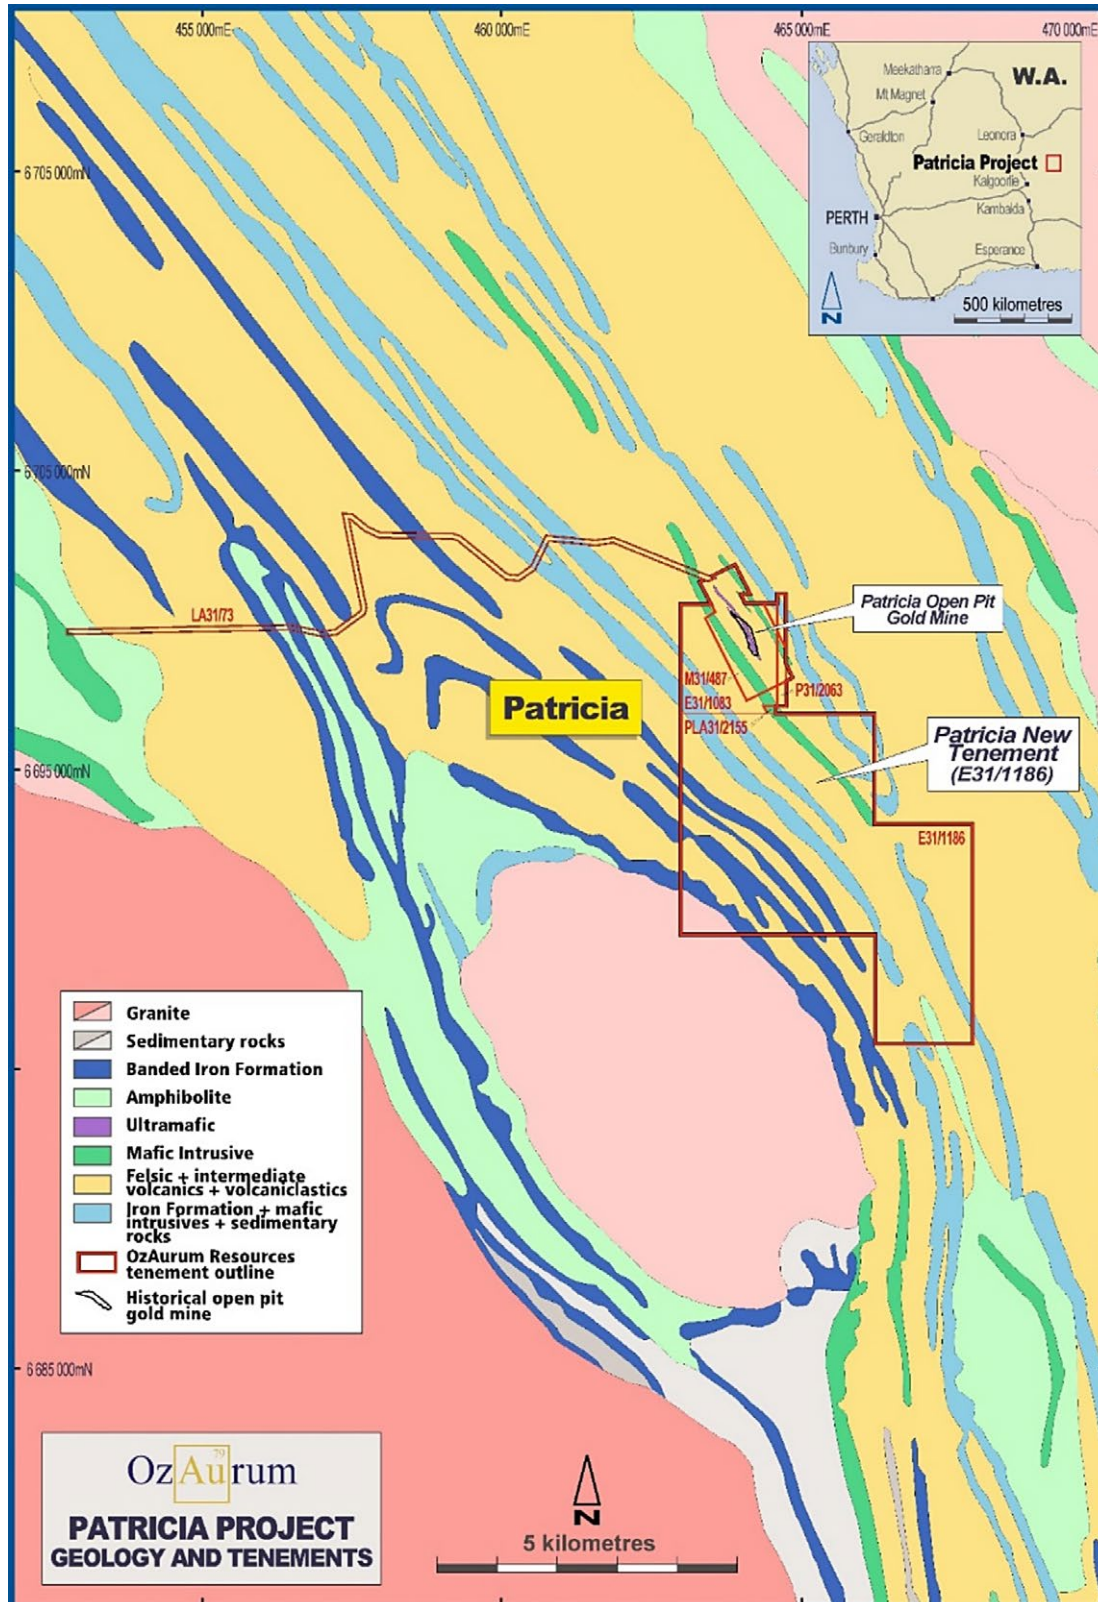 455 000mE
460 000mE
465 000mE
470 000mE
W.A.
Meekatharra
Mt Magnet
Geraldton
Leonora
Patricia Project
Kalgoorlie
Kambalda
PERTH
Bunbury
Esperance
N
500 kilometres
6 705 000mN
6 705 000mN
6 695 000mN
6 685 000mN
LA31/73
Patricia Open Pit
Gold Mine
M31/487
E31/1083
PLA31/2155
P31/2063
Patricia
Patricia New
Tenement
(E31/1186)
E31/1186
Granite
Sedimentary rocks
Banded Iron Formation
Amphibolite
Ultramafic
Mafic Intrusive
Felsic + intermediate
volcanics + volcaniclastics
Iron Formation + mafic
intrusives + sedimentary
rocks
OzAurum Resources
tenement outline
Historical open pit
gold mine
79
OzAurum
PATRICIA PROJECT
GEOLOGY AND TENEMENTS
N
5 kilometres